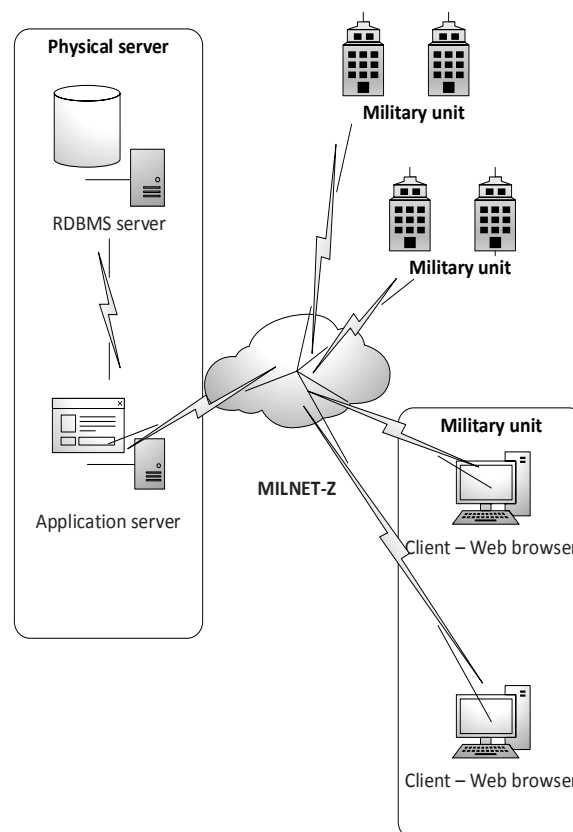 Physical server
RDBMS server
Application server
MILNET-Z
Military unit
Military unit
Military unit
Client – Web browser
Client – Web browser